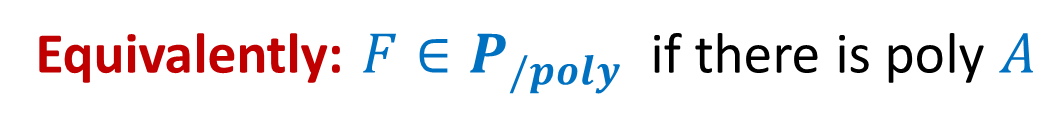 Equivalently: F ∈ P/poly if there is poly A